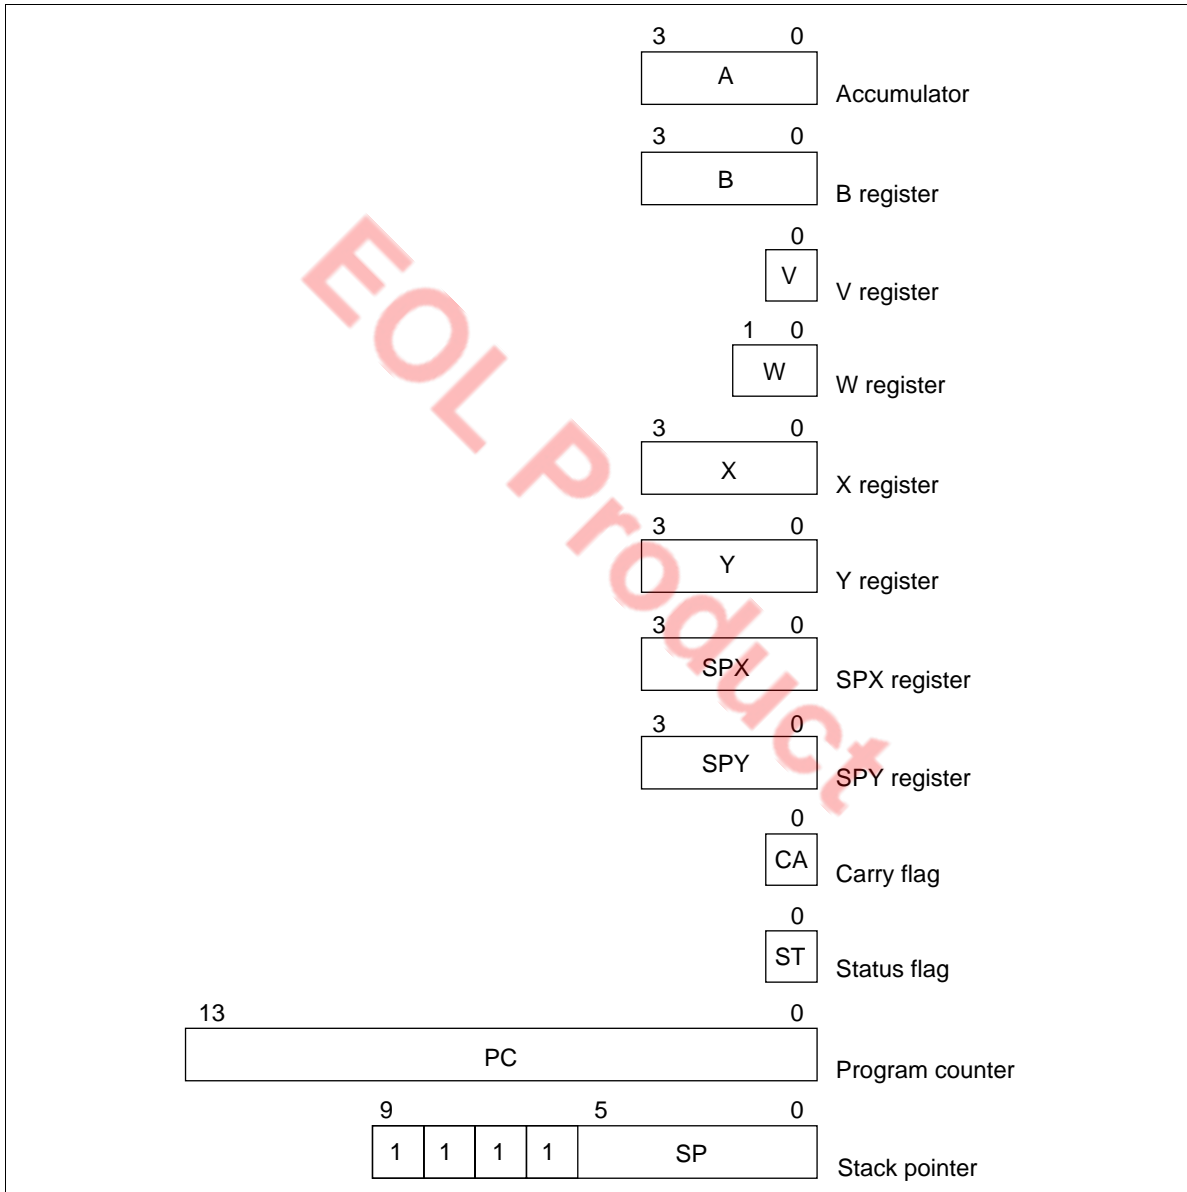 3 0
A
Accumulator
3 0
B
B register
0
V
V register
1 0
W
W register
3 0
X
X register
3 0
Y
Y register
3 0
SPX
SPX register
3 0
SPY
SPY register
0
CA
Carry flag
0
ST
Status flag
13 0
PC
Program counter
9 5 0
1 1 1 1 SP
Stack pointer
EOL Product